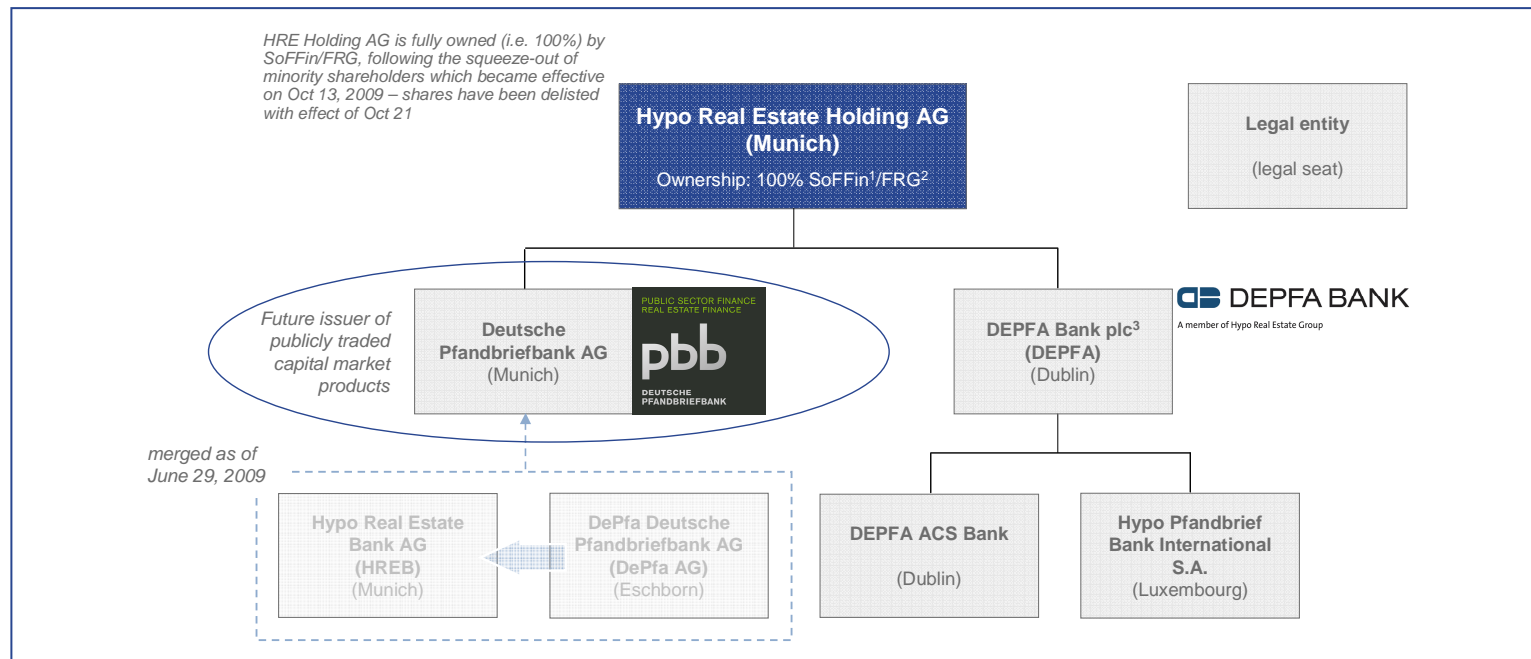 HRE Holding AG is fully owned (i.e. 100%) by
SoFFin/FRG, following the squeeze-out of
minority shareholders which became effective
on Oct 13, 2009 – shares have been delisted
with effect of Oct 21
Hypo Real Estate Holding AG
(Munich)
Ownership: 100% SoFFin¹/FRG²
Legal entity
(legal seat)
Future issuer of
publicly traded
capital market
products
Deutsche
Pfandbriefbank AG
(Munich)
PUBLIC SECTOR FINANCE
REAL ESTATE FINANCE
pbb
DEUTSCHE
PFANDBRIEFBANK
DEPFA Bank plc³
(DEPFA)
(Dublin)
DEPFA BANK
A member of Hypo Real Estate Group
merged as of
June 29, 2009
Hypo Real Estate
Bank AG
(HREB)
(Munich)
DePfa Deutsche
Pfandbriefbank AG
(DePfa AG)
(Eschborn)
DEPFA ACS Bank
(Dublin)
Hypo Pfandbrief
Bank International
S.A.
(Luxembourg)